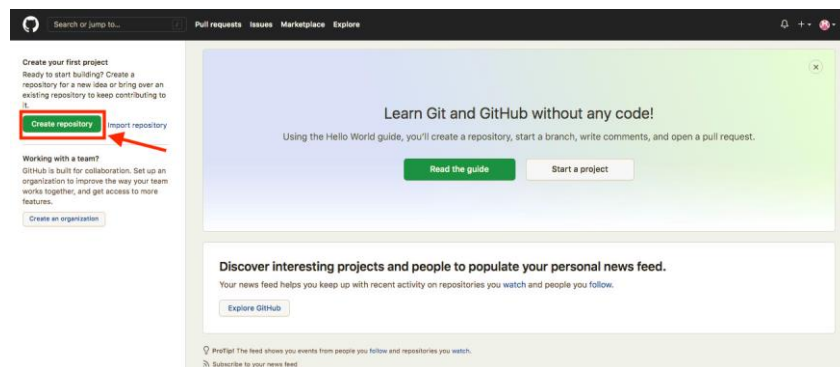 Search or jump to... /
Pull requests Issues Marketplace Explore
Create your first project
Ready to start building? Create a
repository for a new idea or bring over an
existing repository to keep contributing to
it.
Create repository Import repository
Working with a team?
GitHub is built for collaboration. Set up an
organization to improve the way your team
works together, and get access to more
features.
Create an organization
Learn Git and GitHub without any code!
Using the Hello World guide, you'll create a repository, start a branch, write comments, and open a pull request.
Read the guide Start a project
Discover interesting projects and people to populate your personal news feed.
Your news feed helps you keep up with recent activity on repositories you watch and people you follow.
Explore GitHub
ProTip! The feed shows you events from people you follow and repositories you watch.
Subscribe to your news feed